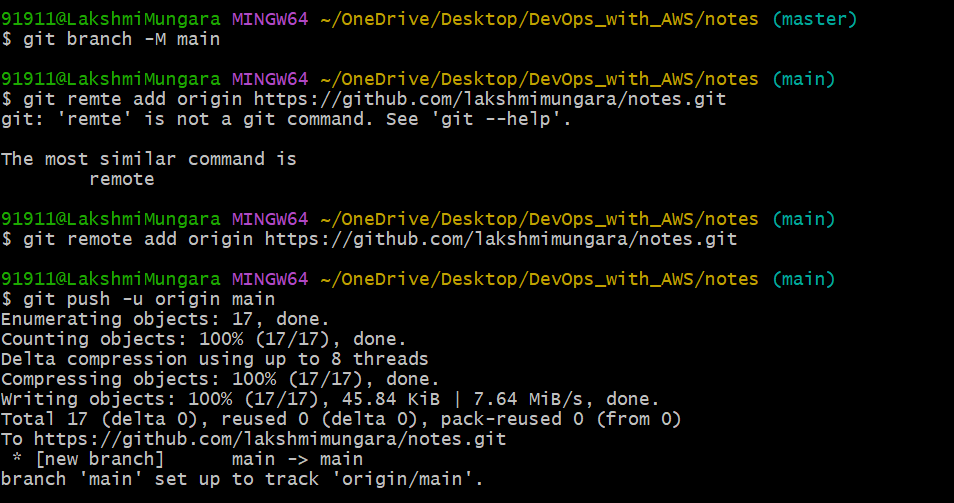 91911@LakshmiMungara MINGW64 ~/OneDrive/Desktop/DevOps_with_AWS/notes (master)
$ git branch -M main
91911@LakshmiMungara MINGW64 ~/OneDrive/Desktop/DevOps_with_AWS/notes (main)
$ git remte add origin https://github.com/lakshmimungara/notes.git
git: 'remte' is not a git command. See 'git --help'.
The most similar command is
        remote
91911@LakshmiMungara MINGW64 ~/OneDrive/Desktop/DevOps_with_AWS/notes (main)
$ git remote add origin https://github.com/lakshmimungara/notes.git
91911@LakshmiMungara MINGW64 ~/OneDrive/Desktop/DevOps_with_AWS/notes (main)
$ git push -u origin main
Enumerating objects: 17, done.
Counting objects: 100% (17/17), done.
Delta compression using up to 8 threads
Compressing objects: 100% (17/17), done.
Writing objects: 100% (17/17), 45.84 KiB | 7.64 MiB/s, done.
Total 17 (delta 0), reused 0 (delta 0), pack-reused 0 (from 0)
To https://github.com/lakshmimungara/notes.git
 * [new branch]      main -> main
branch 'main' set up to track 'origin/main'.